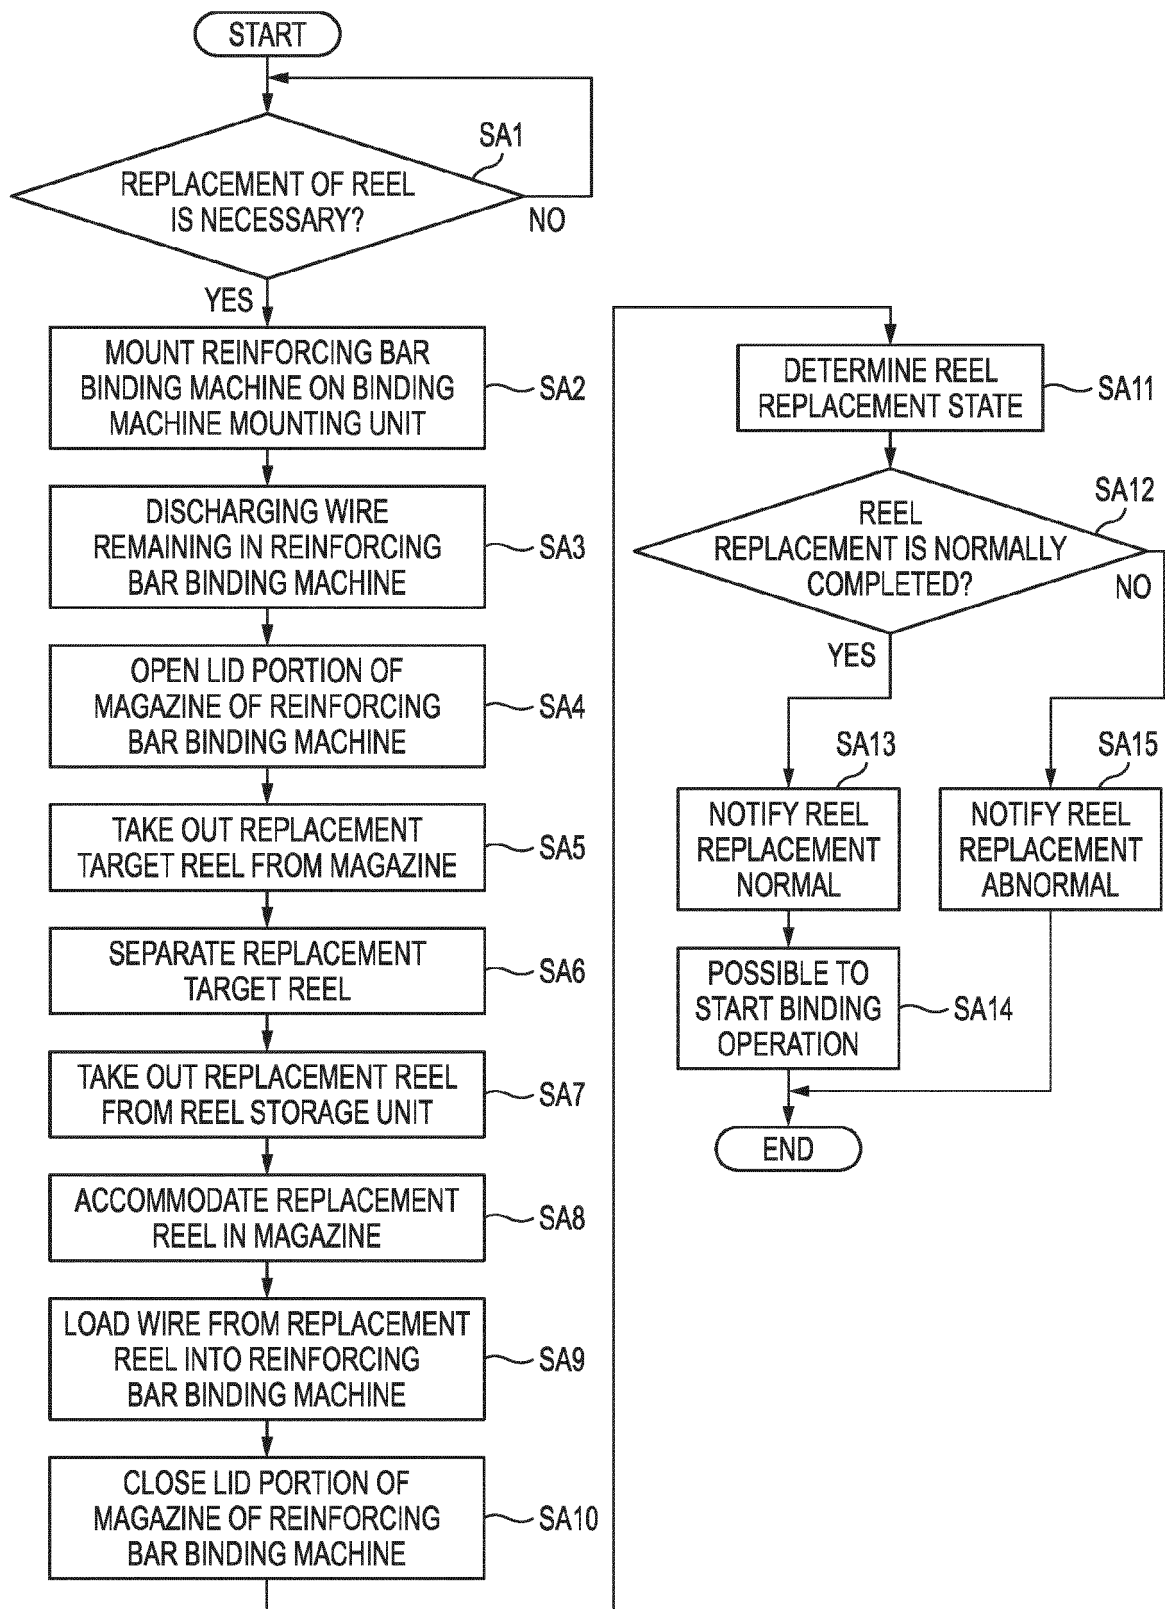 START
SA1
REPLACEMENT OF REEL
IS NECESSARY?
NO
YES
MOUNT REINFORCING BAR
BINDING MACHINE ON BINDING
MACHINE MOUNTING UNIT
SA2
DISCHARGING WIRE
REMAINING IN REINFORCING
BAR BINDING MACHINE
SA3
OPEN LID PORTION OF
MAGAZINE OF REINFORCING
BAR BINDING MACHINE
SA4
TAKE OUT REPLACEMENT
TARGET REEL FROM MAGAZINE
SA5
SEPARATE REPLACEMENT
TARGET REEL
SA6
TAKE OUT REPLACEMENT REEL
FROM REEL STORAGE UNIT
SA7
ACCOMMODATE REPLACEMENT
REEL IN MAGAZINE
SA8
LOAD WIRE FROM REPLACEMENT
REEL INTO REINFORCING
BAR BINDING MACHINE
SA9
CLOSE LID PORTION OF
MAGAZINE OF REINFORCING
BAR BINDING MACHINE
SA10
DETERMINE REEL
REPLACEMENT STATE
SA11
SA12
REEL
REPLACEMENT IS NORMALLY
COMPLETED?
NO
YES
SA13
NOTIFY REEL
REPLACEMENT
NORMAL
SA15
NOTIFY REEL
REPLACEMENT
ABNORMAL
POSSIBLE TO
START BINDING
OPERATION
SA14
END